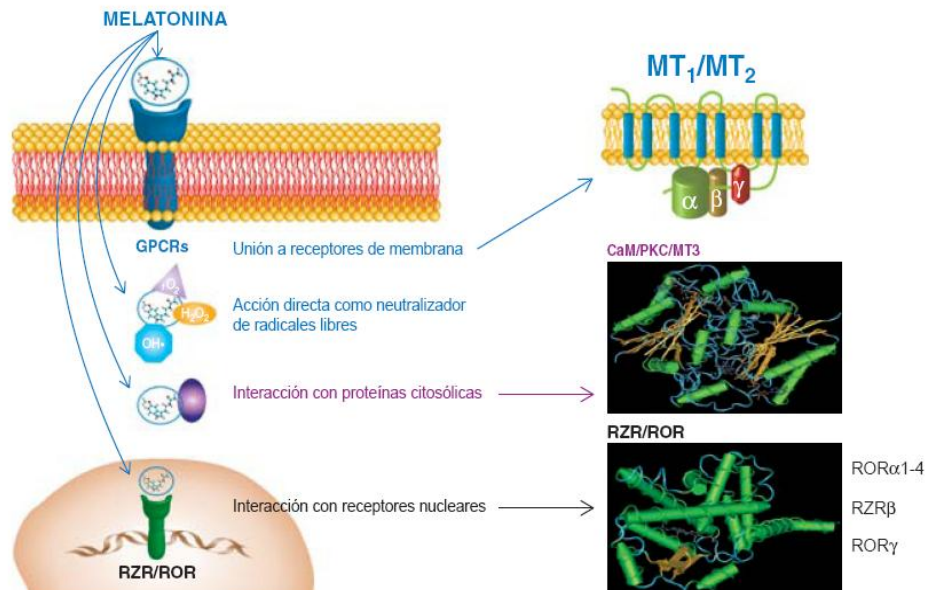 MELATONINA
MT₁/MT₂
α β γ
GPCRs
Unión a receptores de membrana
CaM/PKC/MT3
Acción directa como neutralizador
de radicales libres
H₂O₂
OH•
Interacción con proteínas citosólicas
RZR/ROR
Interacción con receptores nucleares
RORα1-4
RZRβ
RORγ
RZR/ROR